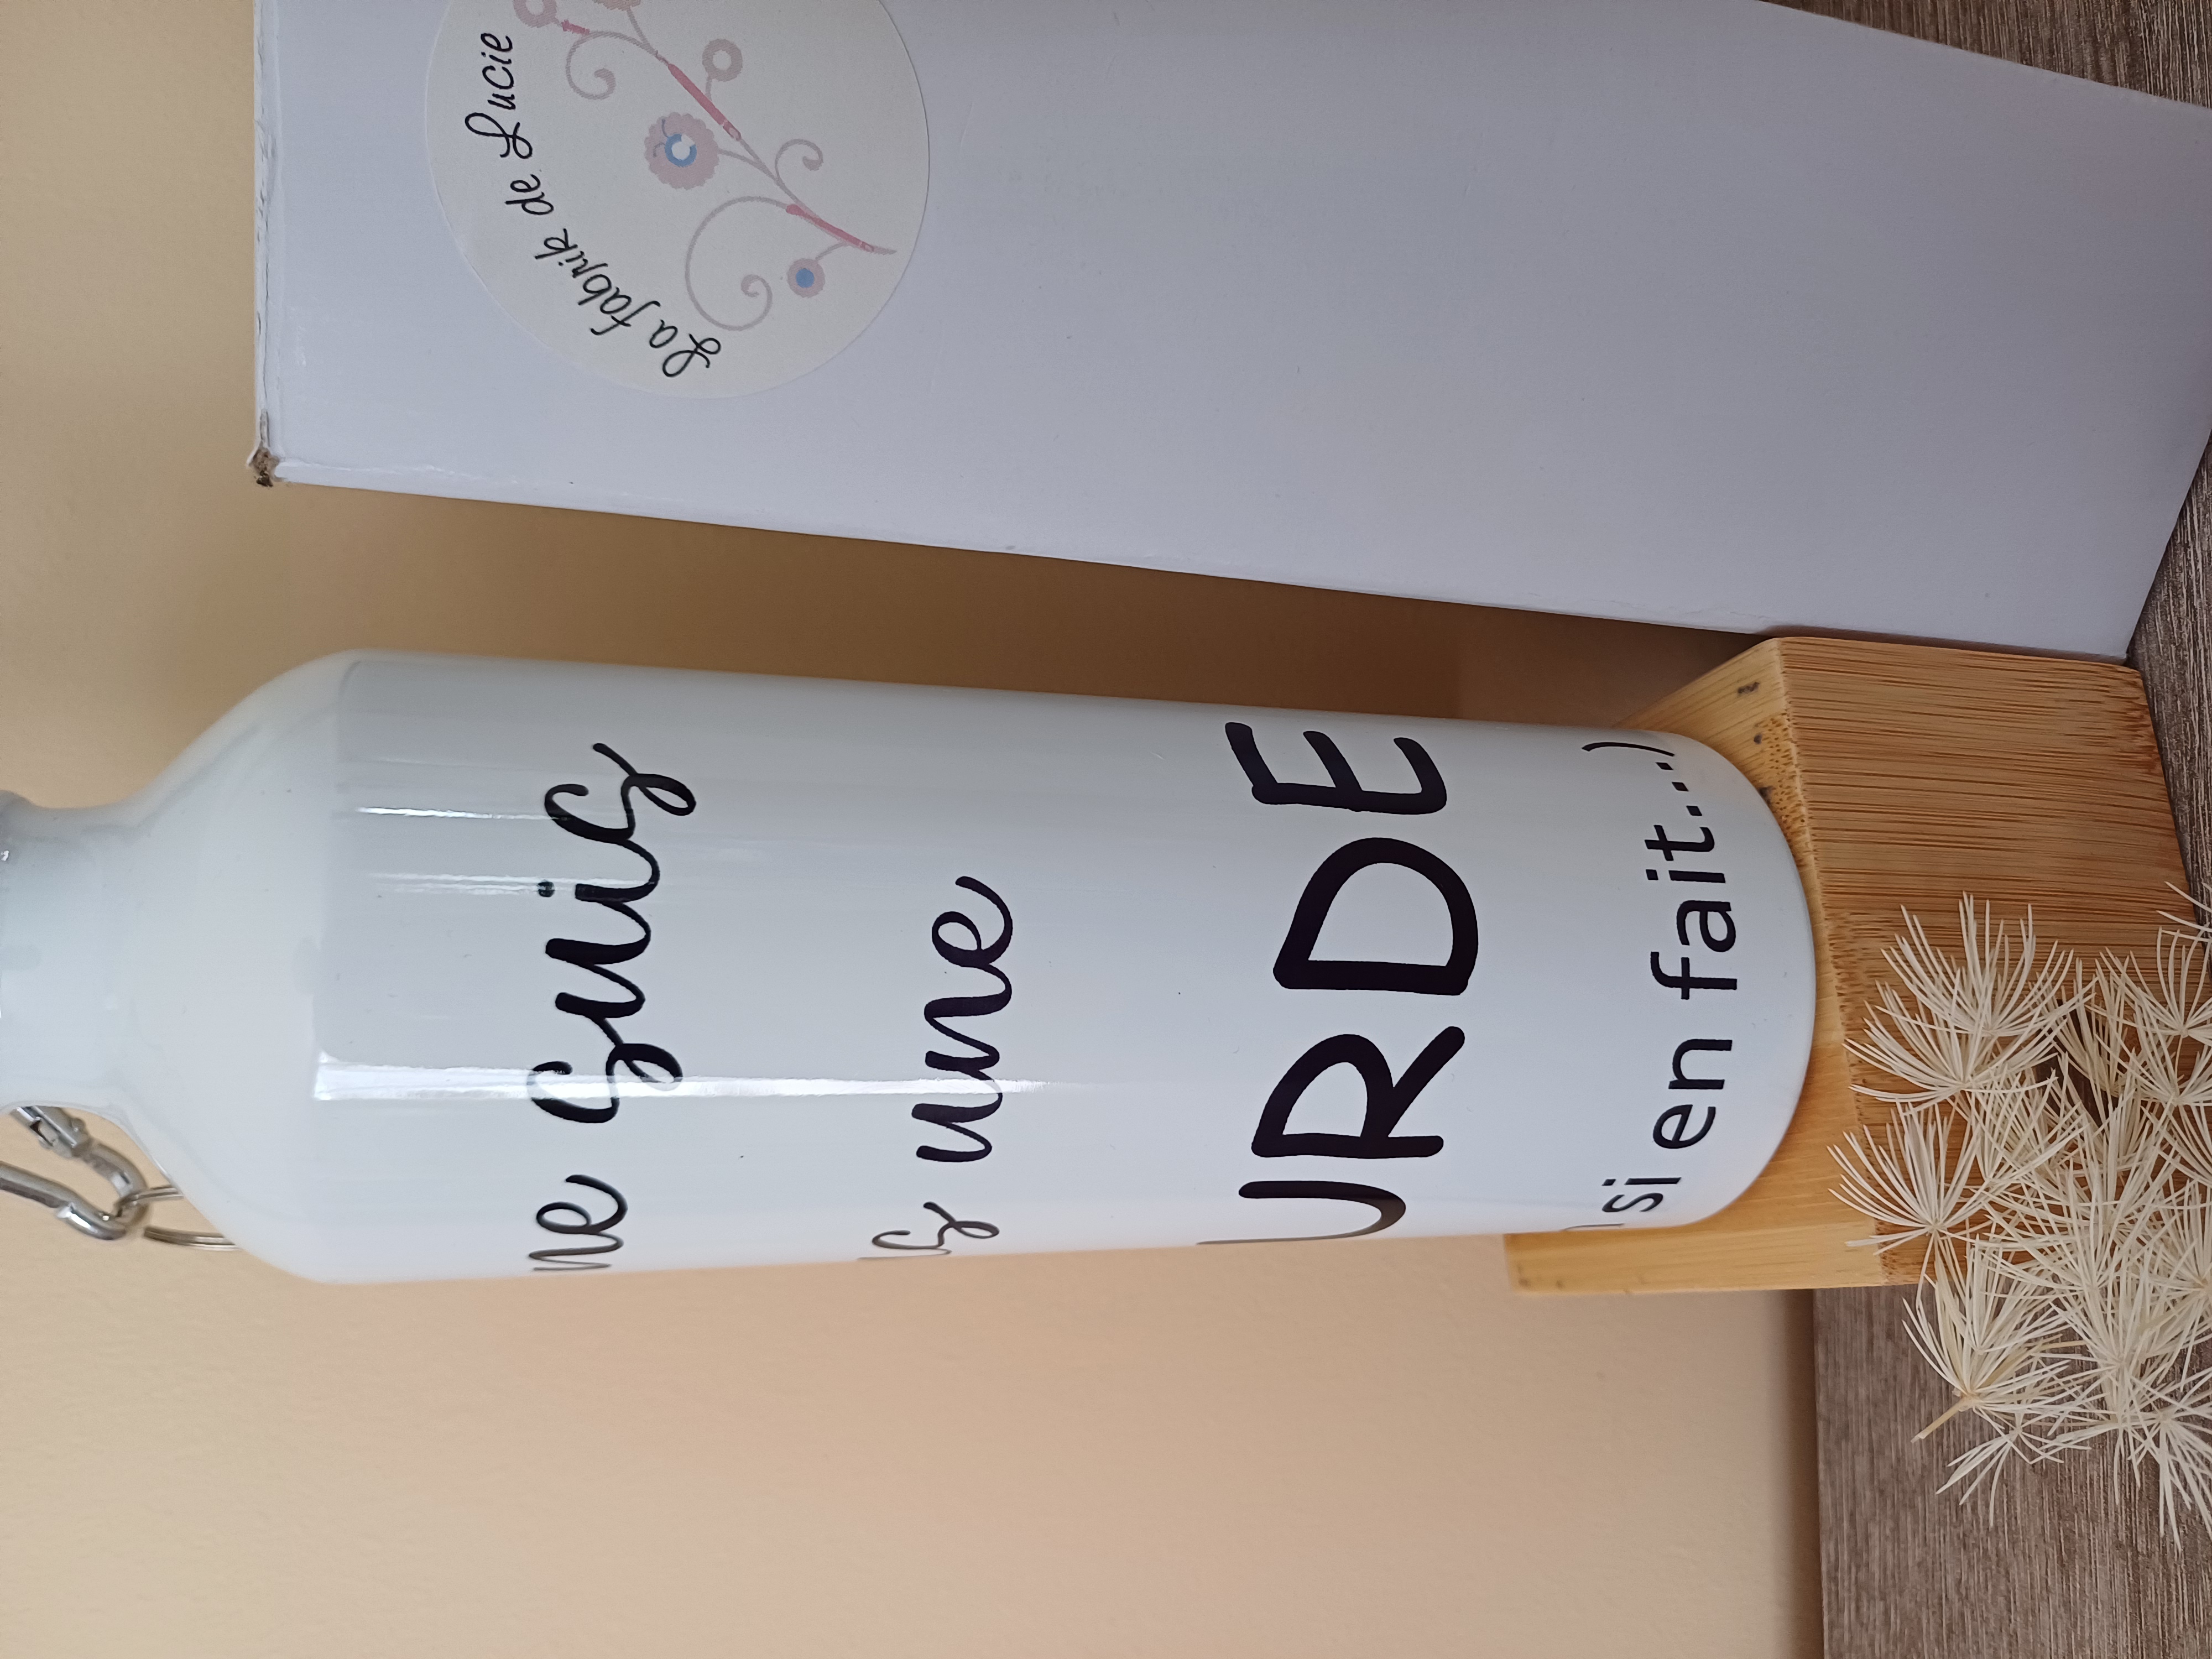 ne suis
s une
URDE
si en fait...)
La fabrik de Lucie